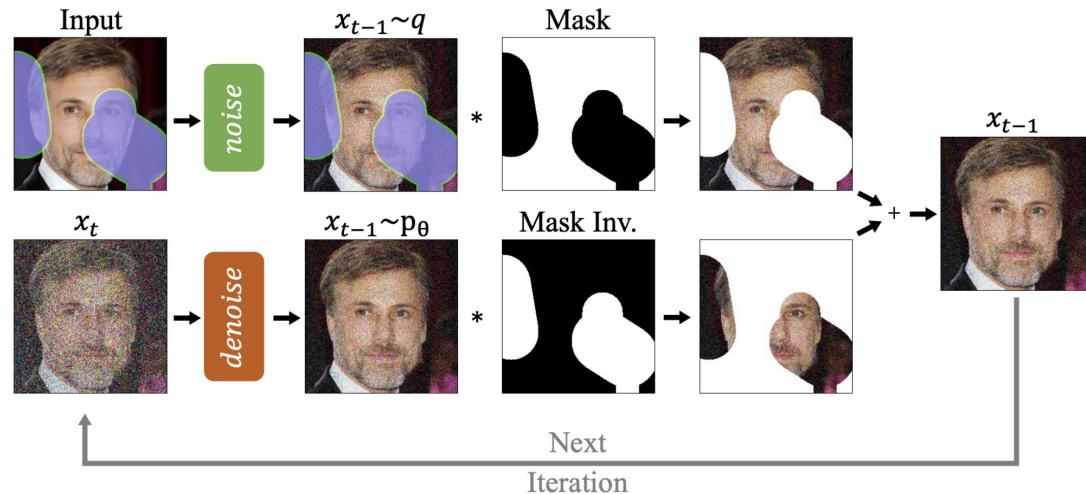 Input
x_{t-1}~q
Mask
noise
*
x_{t-1}
+
x_t
x_{t-1}~p_θ
Mask Inv.
denoise
*
Next
Iteration